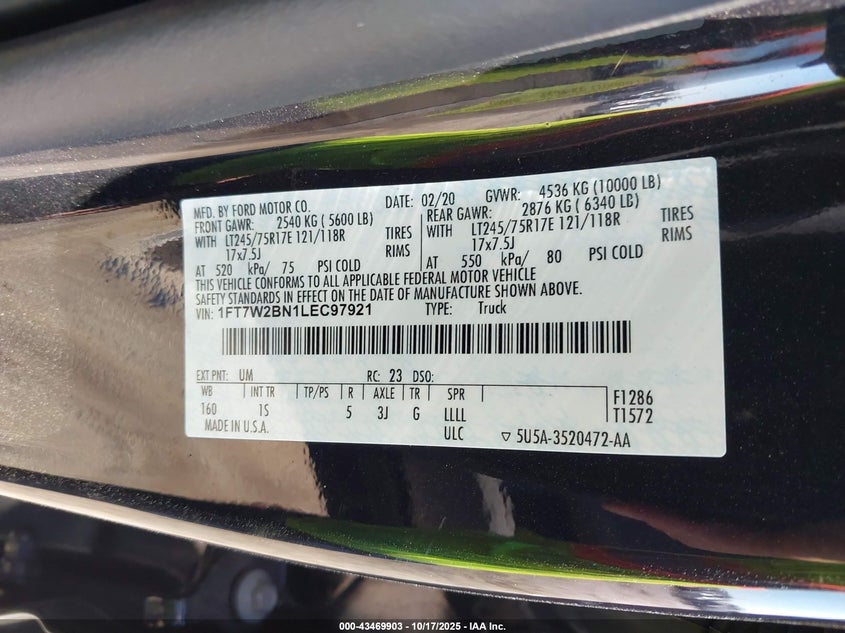 MFD. BY FORD MOTOR CO.
DATE: 02/20 GVWR: 4536 KG (10000 LB)
FRONT GAWR: 2540 KG ( 5600 LB) REAR GAWR: 2876 KG ( 6340 LB)
WITH LT245/75R17E 121/118R TIRES WITH LT245/75R17E 121/118R TIRES
17x7.5J RIMS 17x7.5J RIMS
AT 520 kPa/ 75 PSI COLD AT 550 kPa/ 80 PSI COLD
THIS VEHICLE CONFORMS TO ALL APPLICABLE FEDERAL MOTOR VEHICLE
SAFETY STANDARDS IN EFFECT ON THE DATE OF MANUFACTURE SHOWN ABOVE.
VIN: 1FT7W2BN1LEC97921 TYPE: Truck
EXT PNT: UM RC: 23 DSO:
WB INT TR TP/PS R AXLE TR SPR F1286
160 1S 5 3J G LLLL T1572
MADE IN U.S.A. ULC ▽ 5U5A-3520472-AA
000-43469903 - 10/17/2025 - IAA Inc.